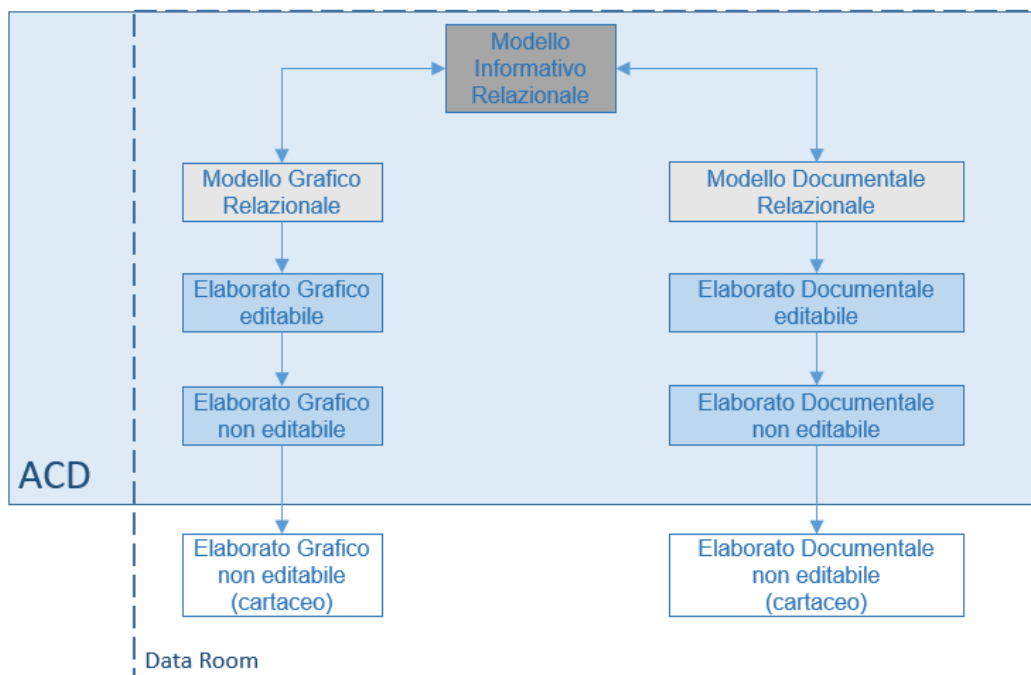 Modello
Informativo
Relazionale
Modello Grafico
Relazionale
Modello Documentale
Relazionale
Elaborato Grafico
editabile
Elaborato Documentale
editabile
Elaborato Grafico
non editabile
Elaborato Documentale
non editabile
ACD
Elaborato Grafico
non editabile
(cartaceo)
Elaborato Documentale
non editabile
(cartaceo)
Data Room